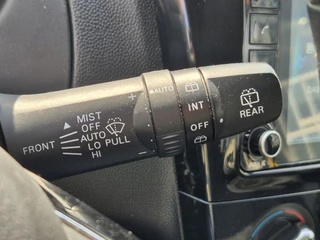 MIST
OFF
AUTO
FRONT LO PULL
HI
+
AUTO
INT
OFF
REAR